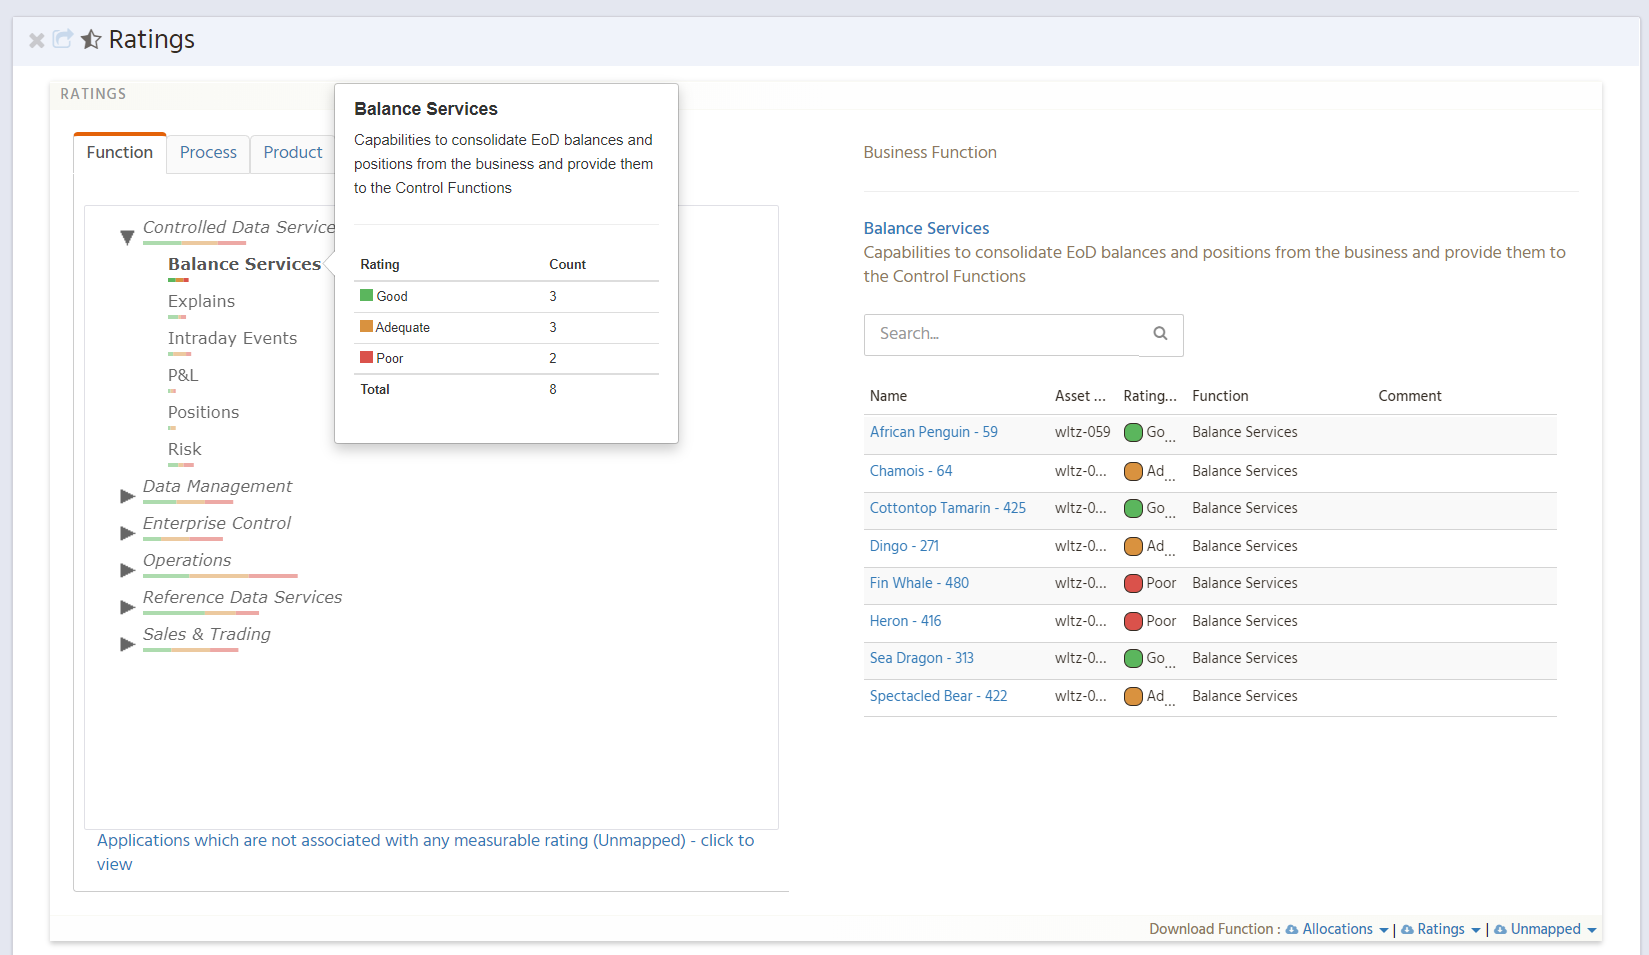 Ratings
RATINGS
Function
Process
Product
Controlled Data Service
Balance Services
Explains
Intraday Events
P&L
Positions
Risk
Data Management
Enterprise Control
Operations
Reference Data Services
Sales & Trading
Applications which are not associated with any measurable rating (Unmapped) - click to
view
Balance Services
Capabilities to consolidate EoD balances and
positions from the business and provide them
to the Control Functions
Rating Count
Good 3
Adequate 3
Poor 2
Total 8
Business Function
Balance Services
Capabilities to consolidate EoD balances and positions from the business and provide them to
the Control Functions
Search...
Name Asset ... Rating... Function Comment
African Penguin - 59 wltz-059 Go... Balance Services
Chamois - 64 wltz-0... Ad... Balance Services
Cottontop Tamarin - 425 wltz-0... Go... Balance Services
Dingo - 271 wltz-0... Ad... Balance Services
Fin Whale - 480 wltz-0... Poor Balance Services
Heron - 416 wltz-0... Poor Balance Services
Sea Dragon - 313 wltz-0... Go... Balance Services
Spectacled Bear - 422 wltz-0... Ad... Balance Services
Download Function : Allocations | Ratings | Unmapped